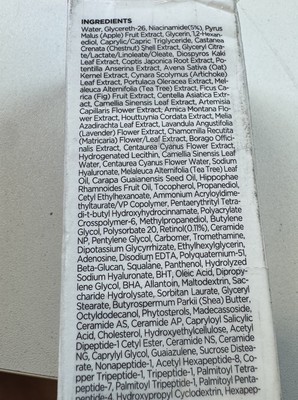 INGREDIENTS
Water, Glycereth-26, Niacinamide(5%), Pyrus
Malus (Apple) Fruit Extract, Glycerin, 1,2-Hexan-
ediol, Caprylic/Capric Triglyceride, Castanea
Crenata (Chestnut) Shell Extract, Glyceryl Citra-
te/Lactate/Linoleate/Oleate, Diospyros Kaki
Leaf Extract, Coptis Japonica Root Extract, Po-
tentilla Anserina Extract, Avena Sativa (Oat)
Kernel Extract, Cynara Scolymus (Artichoke)
Leaf Extract, Portulaca Oleracea Extract, Mel-
aleuca Alternifolia (Tea Tree) Extract, Ficus Ca-
rica (Fig) Fruit Extract, Centella Asiatica Extr-
act, Camellia Sinensis Leaf Extract, Artemisia
Capillaris Flower Extract, Arnica Montana Flo-
wer Extract, Houttuynia Cordata Extract, Melia
Azadirachta Leaf Extract, Lavandula Angustifolia
(Lavender) Flower Extract, Chamomilla Recutita
(Matricaria) Flower/Leaf Extract, Borago Offici-
nalis Extract, Centaurea Cyanus Flower Extract,
Hydrogenated Lecithin, Camellia Sinensis Leaf
Water, Centaurea Cyanus Flower Water, Sodium
Hyaluronate, Melaleuca Alternifolia (Tea Tree) Leaf
Oil, Carapa Guaianensis Seed Oil, Hippophae
Rhamnoides Fruit Oil, Tocopherol, Propanediol,
Cetyl Ethylhexanoate, Ammonium Acryloyldime-
thyltaurate/VP Copolymer, Pentaerythrityl Tetra-
di-t-butyl Hydroxyhydrocinnamate, Polyacrylate
Crosspolymer-6, Methylpropanediol, Butylene
Glycol, Polysorbate 20, Retinol(0.1%), Ceramide
NP, Pentylene Glycol, Carbomer, Tromethamine,
Dipotassium Glycyrrhizate, Ethylhexylglycerin,
Adenosine, Disodium EDTA, Polyquaternium-51,
Beta-Glucan, Squalane, Panthenol, Hydrolyzed
Sodium Hyaluronate, BHT, Oleic Acid, Dipropy-
lene Glycol, BHA, Allantoin, Maltodextrin, Sac-
charide Hydrolysate, Sorbitan Laurate, Glyceryl
Stearate, Butyrospermum Parkii (Shea) Butter,
Octyldodecanol, Phytosterols, Madecassoside,
Ceramide AS, Ceramide AP, Capryloyl Salicylic
Acid, Cholesterol, Hydroxyethylcellulose, Acetyl
Dipeptide-1 Cetyl Ester, Ceramide NS, Ceramide
NG, Caprylyl Glycol, Guaiazulene, Sucrose Distea-
rate, Nonapeptide-1, Acetyl Hexapeptide-8, Co-
pper Tripeptide-1, Tripeptide-1, Palmitoyl Tetra-
peptide-7, Palmitoyl Tripeptide-1, Palmitoyl Penta-
peptide-4, Hydroxypropyl Cyclodextrin, Hexapep-